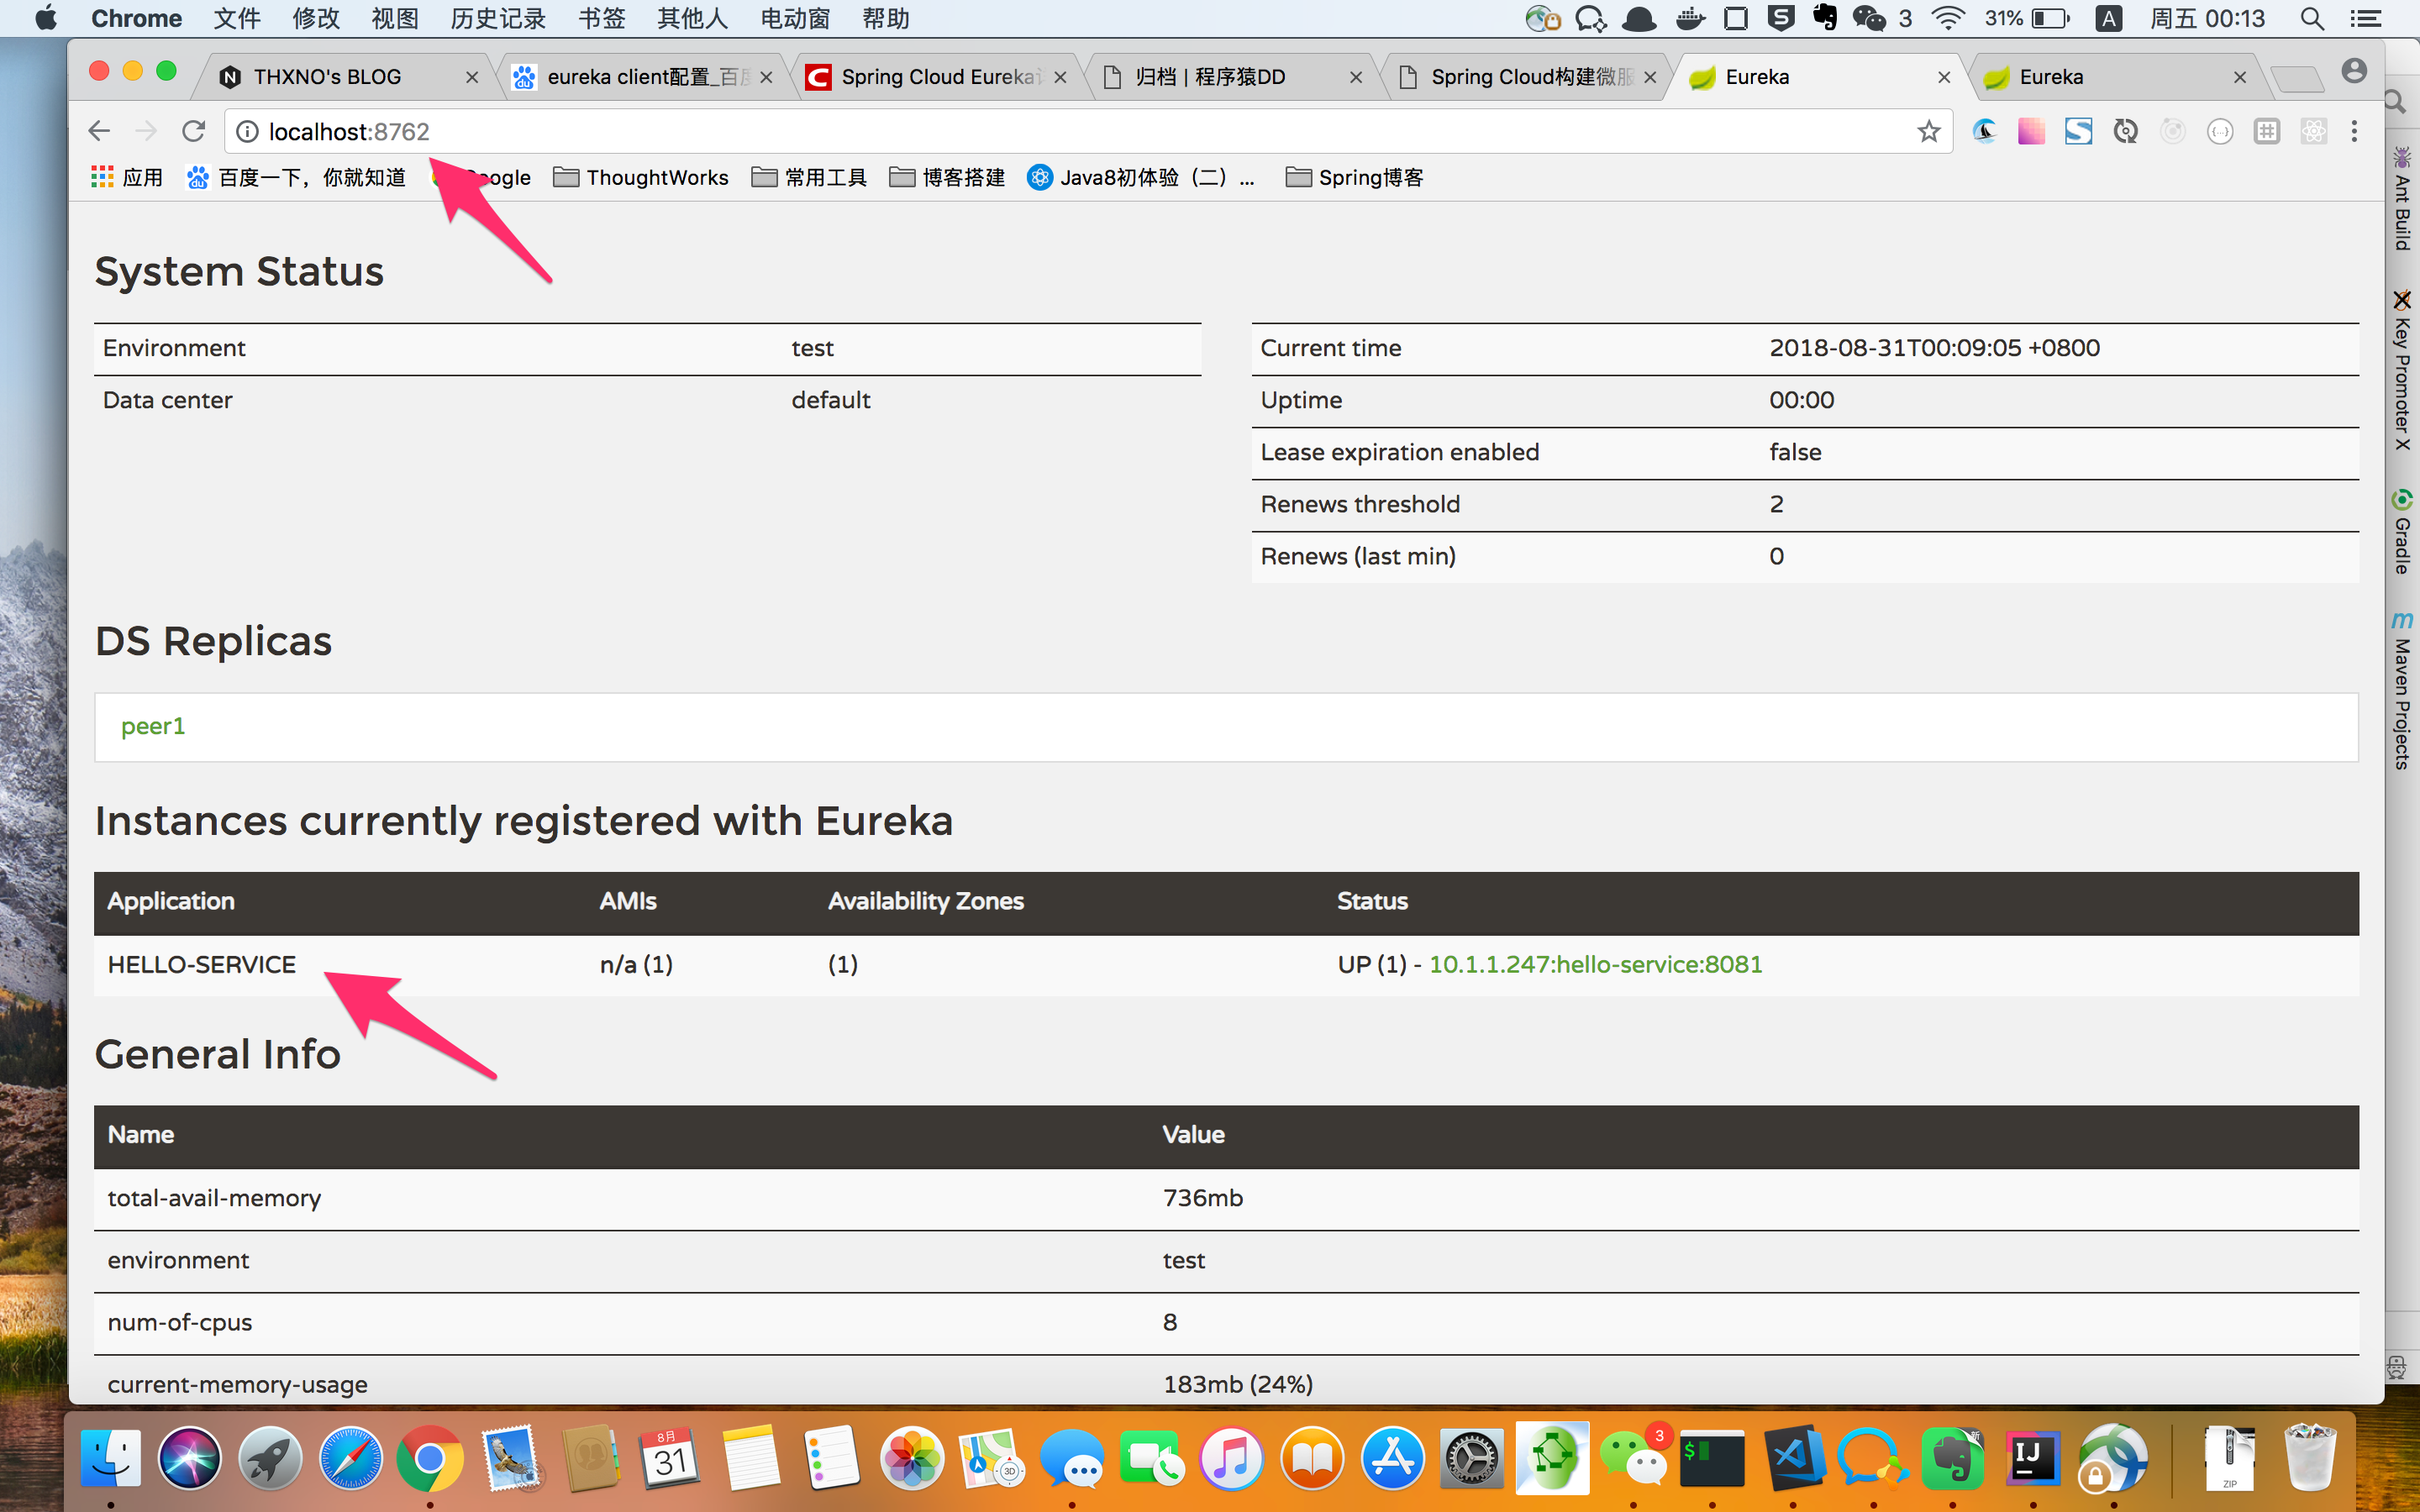 Chrome 文件 修改 视图 历史记录 书签 其他人 电动窗 帮助 3 31% A 周五 00:13
THXNO's BLOG eureka client配置_百 Spring Cloud Eureka 归档 | 程序猿DD Spring Cloud构建微服 Eureka Eureka
localhost:8762
应用 百度一下，你就知道 ThoughtWorks 常用工具 博客搭建 Java8初体验（二）... Spring博客
System Status
Environment test
Data center default
Current time 2018-08-31T00:09:05 +0800
Uptime 00:00
Lease expiration enabled false
Renews threshold 2
Renews (last min) 0
DS Replicas
peer1
Instances currently registered with Eureka
Application AMIs Availability Zones Status
HELLO-SERVICE n/a (1) (1) UP (1) - 10.1.1.247:hello-service:8081
General Info
Name Value
total-avail-memory 736mb
environment test
num-of-cpus 8
current-memory-usage 183mb (24%)
Ant Build
Key Promoter X
Gradle
Maven Projects
8月
31
3D
3
$
IJ
ZIP